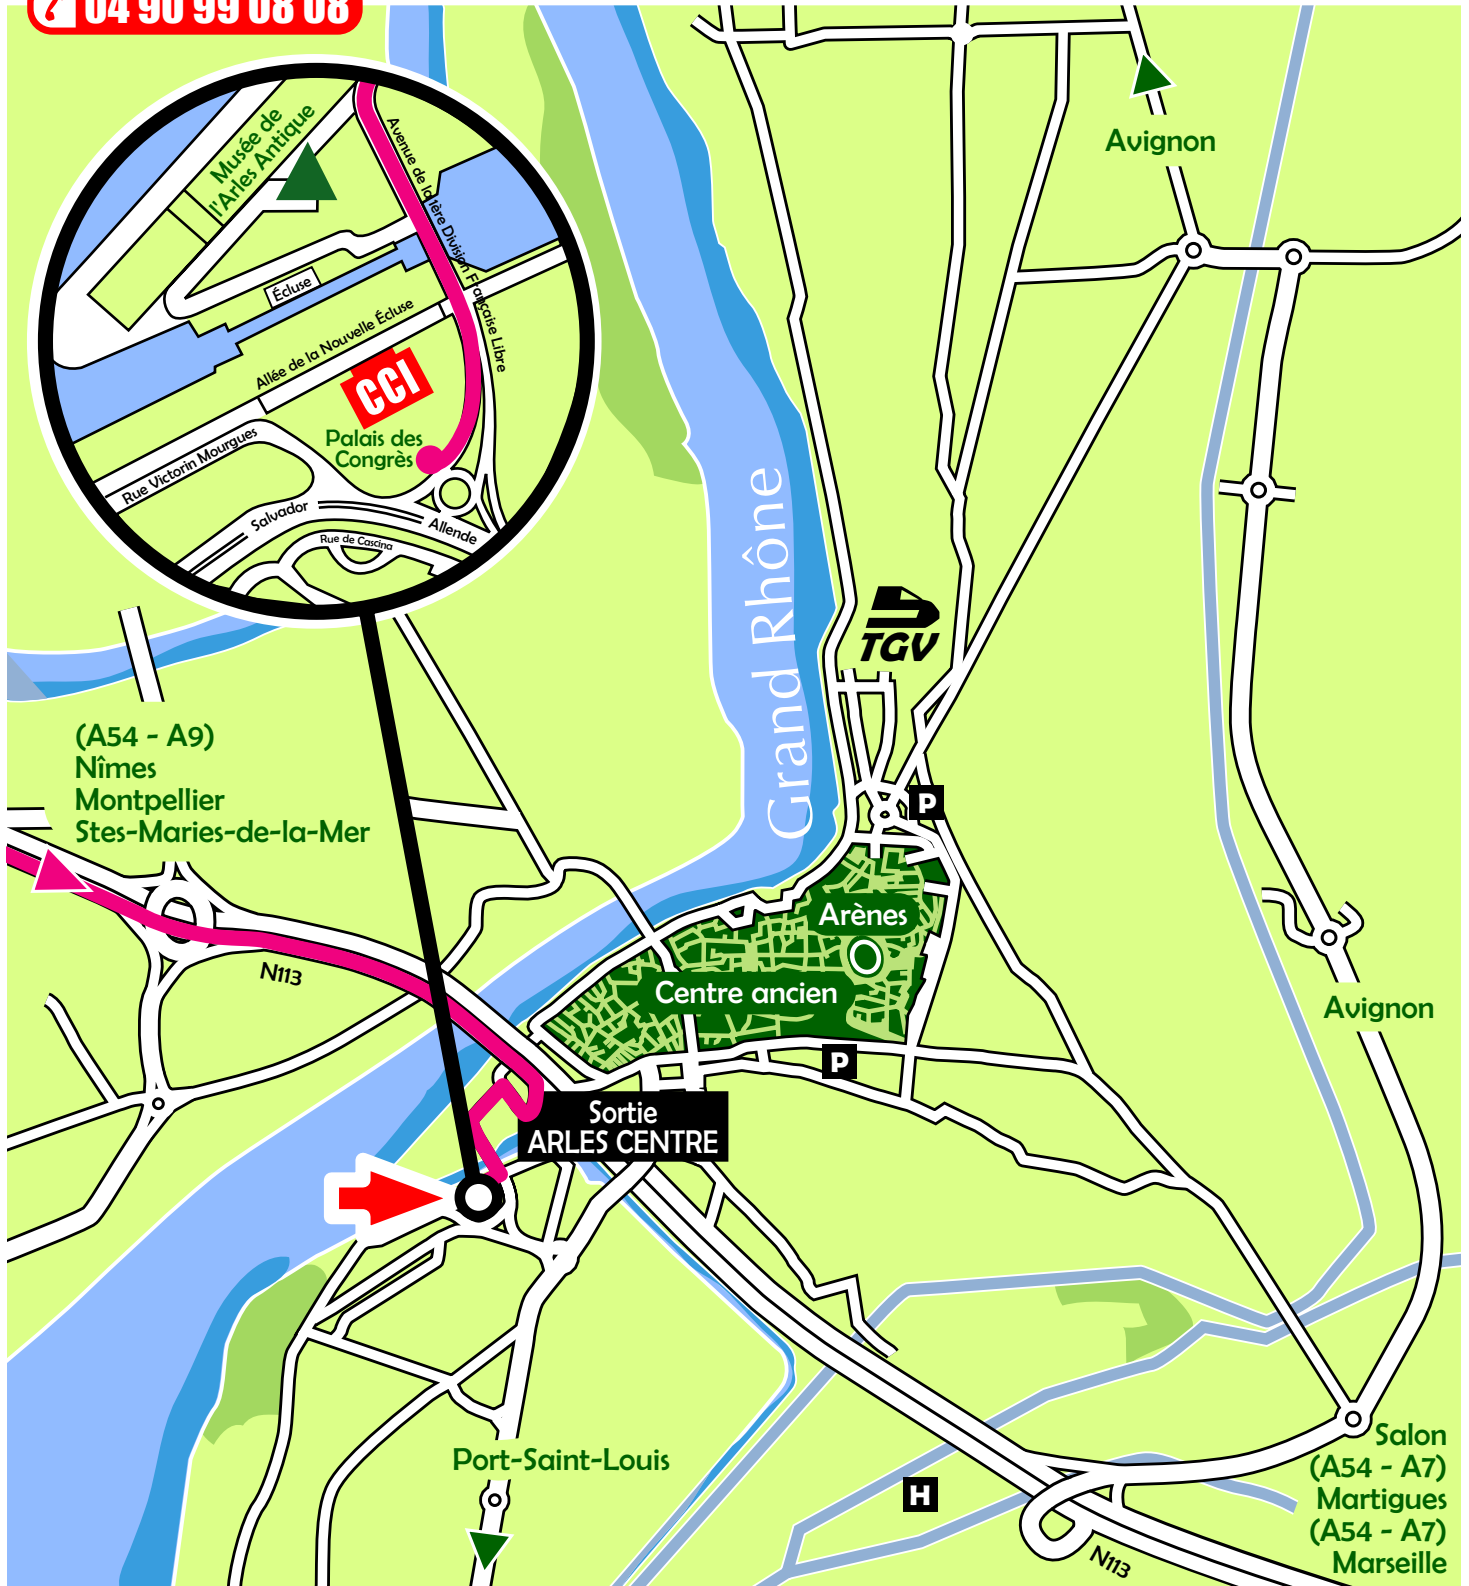 04 90 99 08 08
Musée de
l'Arles Antique
Avenue de la 1ère Division Française Libre
Écluse
Allée de la Nouvelle Écluse
CCI
Palais des
Congrès
Rue Victorin Mourgues
Salvador
Allende
Rue de Cascina
Avignon
Grand Rhône
TGV
(A54 - A9)
Nîmes
Montpellier
Stes-Maries-de-la-Mer
P
Arènes
N113
Centre ancien
Avignon
P
Sortie
ARLES CENTRE
Port-Saint-Louis
H
Salon
(A54 - A7)
Martigues
(A54 - A7)
Marseille
N113